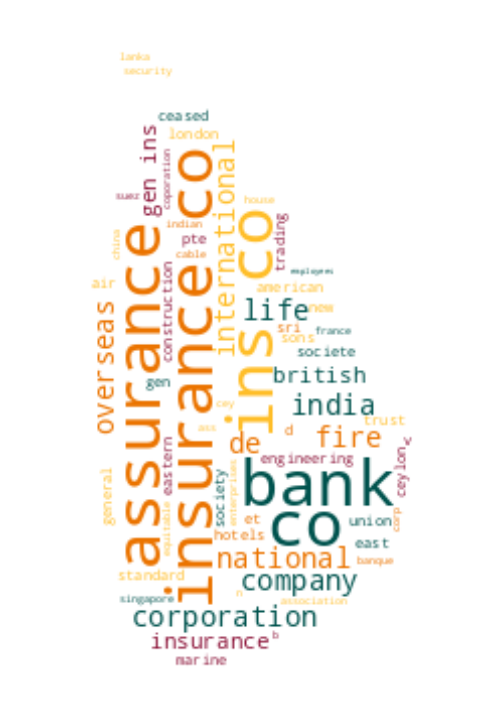 lanka
security
ceased
london
gen ins
coporation
international
suez
insurance co
assurance co
indian
house
ins co
trading
china
pte
cable
construction
employees
air
american
overseas
life
new
sri
france
sons
societe
gen
british
cey
india
ass
d
trust
de
fire
eastern
engineering
ceylon
c
general
society
enterprises
bank
equitable
co
et
union
corp
hotels
east
national
banque
standard
company
n
singapore
association
corporation
insurance
b
marine